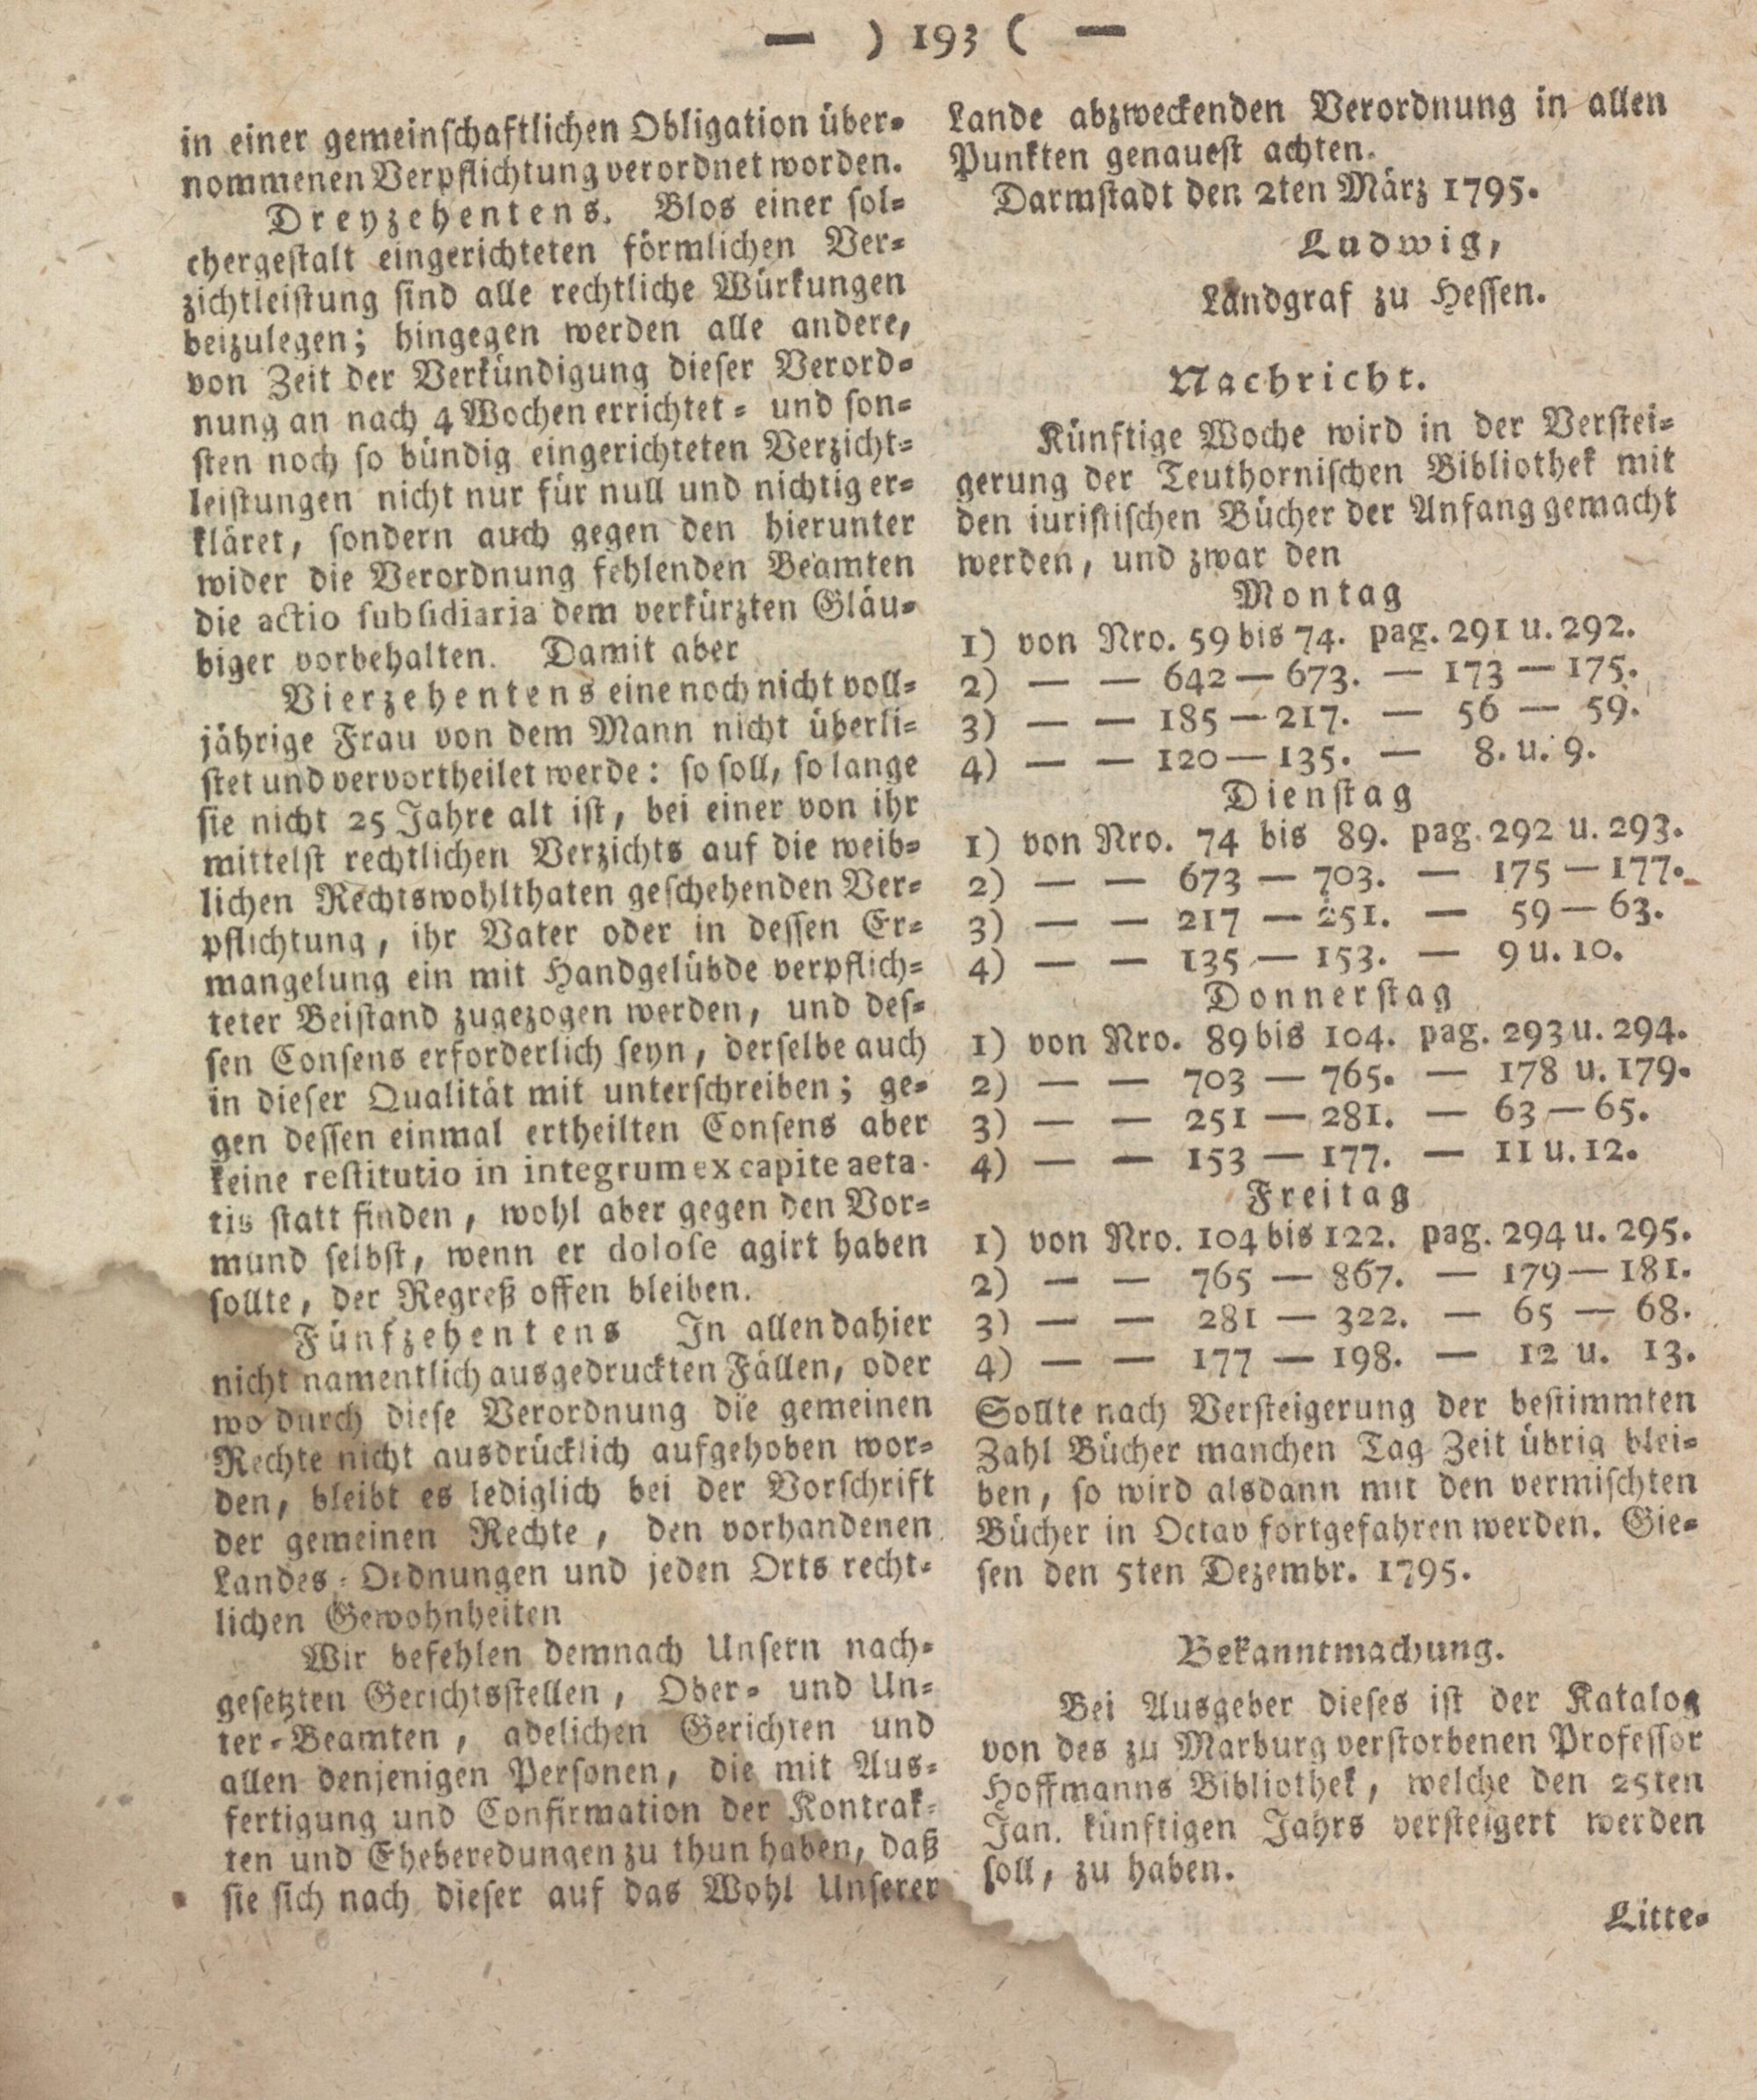 — ) 193 ( —
in einer gemeinschaftlichen Obligation über-
nommenen Verpflichtung verordnet worden.
Dreyzehentens. Blos einer sol-
chergestalt eingerichteten förmlichen Ver-
zichtleistung sind alle rechtliche Würkungen
beizulegen; hingegen werden alle andere,
von Zeit der Verkündigung dieser Verord-
nung an nach 4 Wochen errichtet- und son-
sten noch so bündig eingerichteten Verzicht-
leistungen nicht nur für null und nichtig er-
kläret, sondern auch gegen den hierunter
wider die Verordnung fehlenden Beamten
die actio subsidiaria dem verkürzten Gläu-
biger vorbehalten. Damit aber
Vierzehentens eine noch nicht voll-
jährige Frau von dem Mann nicht überli-
stet und vervortheilet werde: so soll, so lange
sie nicht 25 Jahre alt ist, bei einer von ihr
mittelst rechtlichen Verzichts auf die weib-
lichen Rechtswohlthaten geschehenden Ver-
pflichtung, ihr Vater oder in dessen Er-
mangelung ein mit Handgelübde verpflich-
teter Beistand zugezogen werden, und des-
sen Consens erforderlich seyn, derselbe auch
in dieser Qualität mit unterschreiben; ge-
gen dessen einmal ertheilten Consens aber
keine restitutio in integrum ex capite aeta-
tis statt finden, wohl aber gegen den Vor-
mund selbst, wenn er dolose agirt haben
sollte, der Regreß offen bleiben.
Fünfzehentens In allen dahier
nicht namentlich ausgedruckten Fällen, oder
wo durch diese Verordnung die gemeinen
Rechte nicht ausdrücklich aufgehoben wor-
den, bleibt es lediglich bei der Vorschrift
der gemeinen Rechte, den vorhandenen
Landes-Ordnungen und jeden Orts recht-
lichen Gewohnheiten
Wir befehlen demnach Unsern nach-
gesetzten Gerichtsstellen, Ober- und Un-
ter-Beamten, adelichen Gerichten und
allen denjenigen Personen, die mit Aus-
fertigung und Confirmation der Kontrak-
ten und Eheberedungen zu thun haben, daß
sie sich nach dieser auf das Wohl Unserer
Lande abzweckenden Verordnung in allen
Punkten genauest achten.
Darmstadt den 2ten März 1795.
Ludwig,
Landgraf zu Hessen.
Nachricht.
Künftige Woche wird in der Verstei-
gerung der Teuthornischen Bibliothek mit
den iuristischen Bücher der Anfang gemacht
werden, und zwar den
Montag
1) von Nro. 59 bis 74. pag. 291 u. 292.
2) — — 642 — 673. — 173 — 175.
3) — — 185 — 217. — 56 — 59.
4) — — 120 — 135. — 8. u. 9.
Dienstag
1) von Nro. 74 bis 89. pag. 292 u. 293.
2) — — 673 — 703. — 175 — 177.
3) — — 217 — 251. — 59 — 63.
4) — — 135 — 153. — 9 u. 10.
Donnerstag
1) von Nro. 89 bis 104. pag. 293 u. 294.
2) — — 703 — 765. — 178 u. 179.
3) — — 251 — 281. — 63 — 65.
4) — — 153 — 177. — 11 u. 12.
Freitag
1) von Nro. 104 bis 122. pag. 294 u. 295.
2) — — 765 — 867. — 179 — 181.
3) — — 281 — 322. — 65 — 68.
4) — — 177 — 198. — 12 u. 13.
Sollte nach Versteigerung der bestimmten
Zahl Bücher manchen Tag Zeit übrig blei-
ben, so wird alsdann mit den vermischten
Bücher in Octav fortgefahren werden. Gie-
sen den 5ten Dezembr. 1795.
Bekanntmachung.
Bei Ausgeber dieses ist der Katalog
von des zu Marburg verstorbenen Professor
Hoffmanns Bibliothek, welche den 25ten
Jan. künftigen Jahrs versteigert werden
soll, zu haben.
Litte-